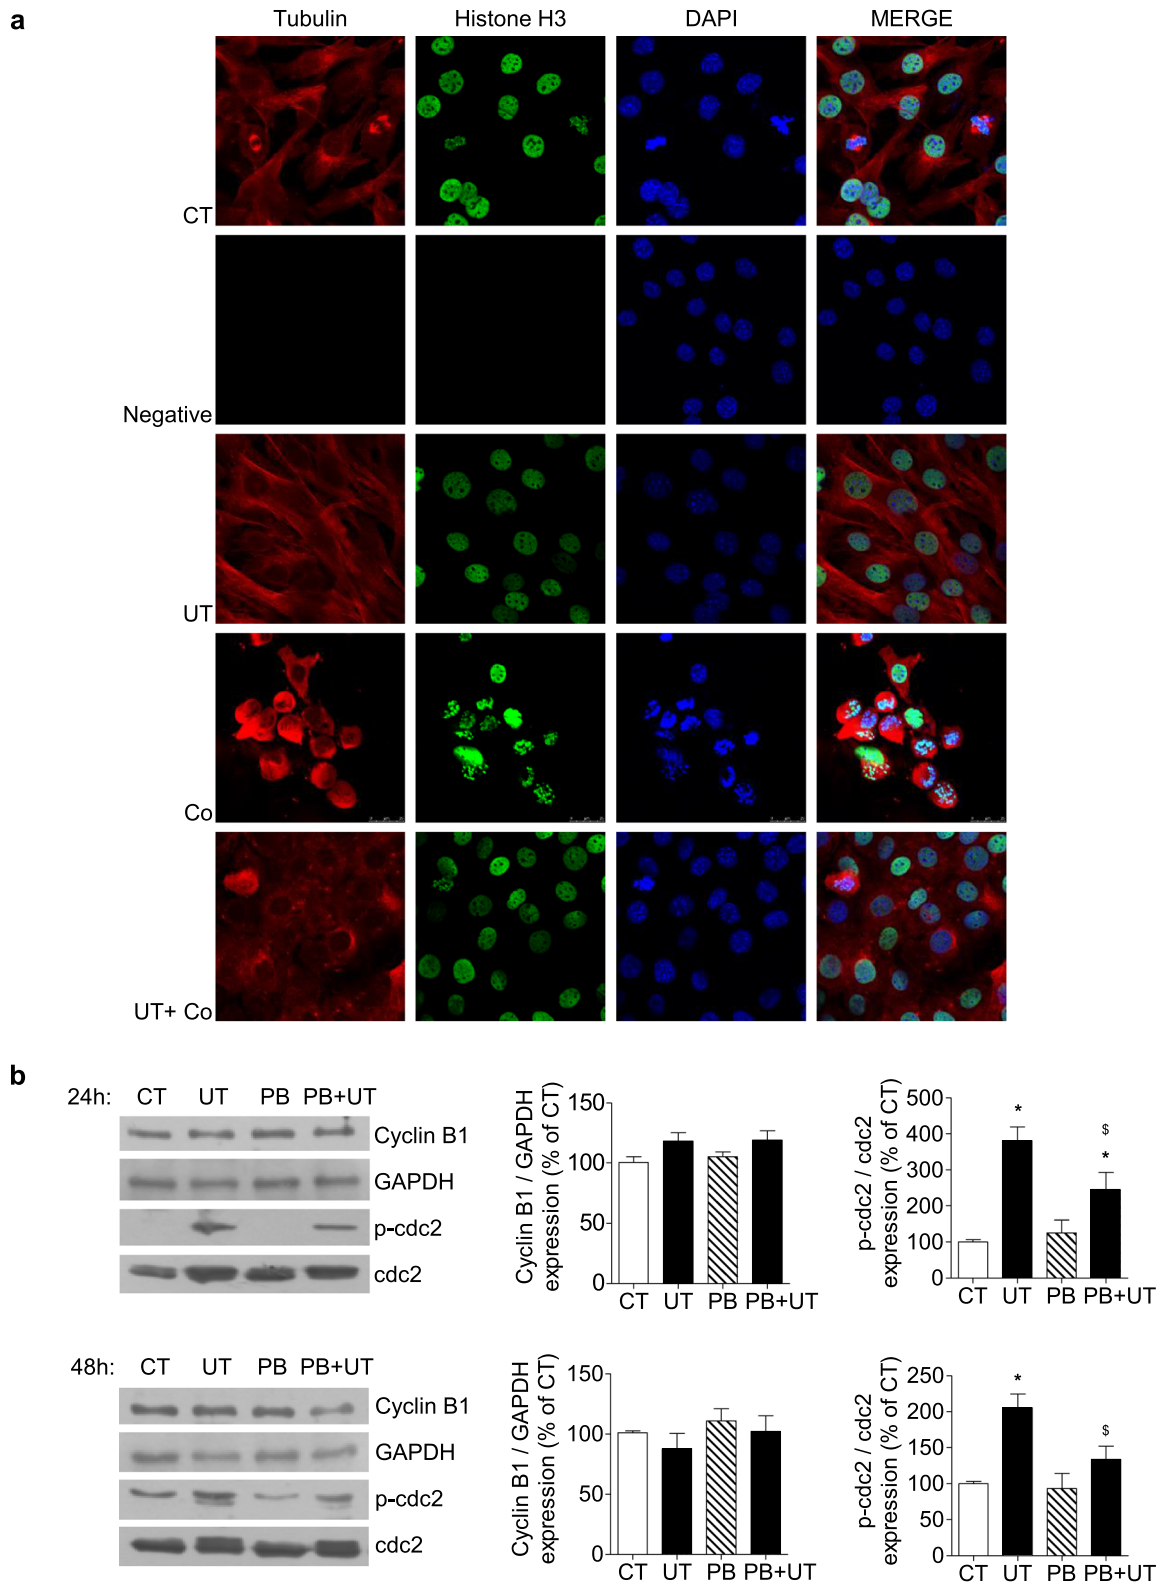 a
Tubulin Histone H3 DAPI MERGE
CT
Negative
UT
Co
UT+ Co
b
24h: CT UT PB PB+UT
Cyclin B1
GAPDH
p-cdc2
cdc2
Cyclin B1 / GAPDH
expression (% of CT)
150
100
50
0
CT UT PB PB+UT
p-cdc2 / cdc2
expression (% of CT)
500
400
300
200
100
0
*
$
*
CT UT PB PB+UT
48h: CT UT PB PB+UT
Cyclin B1
GAPDH
p-cdc2
cdc2
Cyclin B1 / GAPDH
expression (% of CT)
150
100
50
0
CT UT PB PB+UT
p-cdc2 / cdc2
expression (% of CT)
250
200
150
100
50
0
*
$
CT UT PB PB+UT